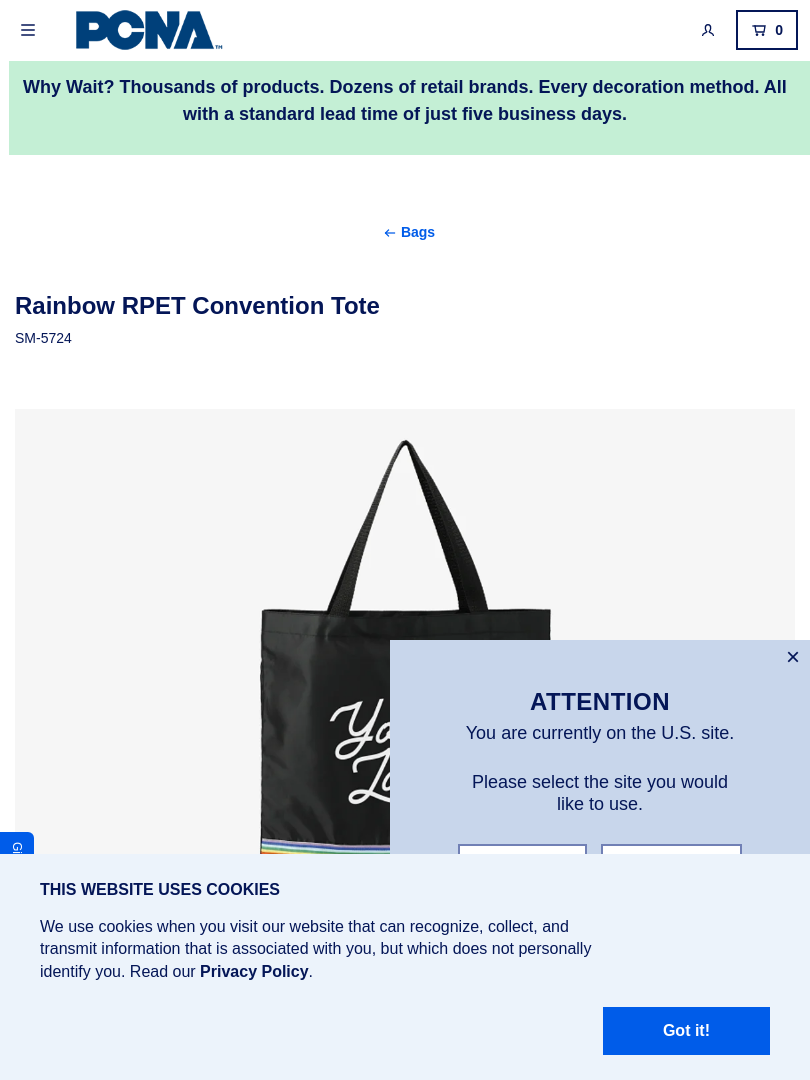 PCNA™
0
Why Wait? Thousands of products. Dozens of retail brands. Every decoration method. All
with a standard lead time of just five business days.
← Bags
Rainbow RPET Convention Tote
SM-5724
ATTENTION
You are currently on the U.S. site.
Please select the site you would
like to use.
THIS WEBSITE USES COOKIES
We use cookies when you visit our website that can recognize, collect, and
transmit information that is associated with you, but which does not personally
identify you. Read our Privacy Policy.
Got it!